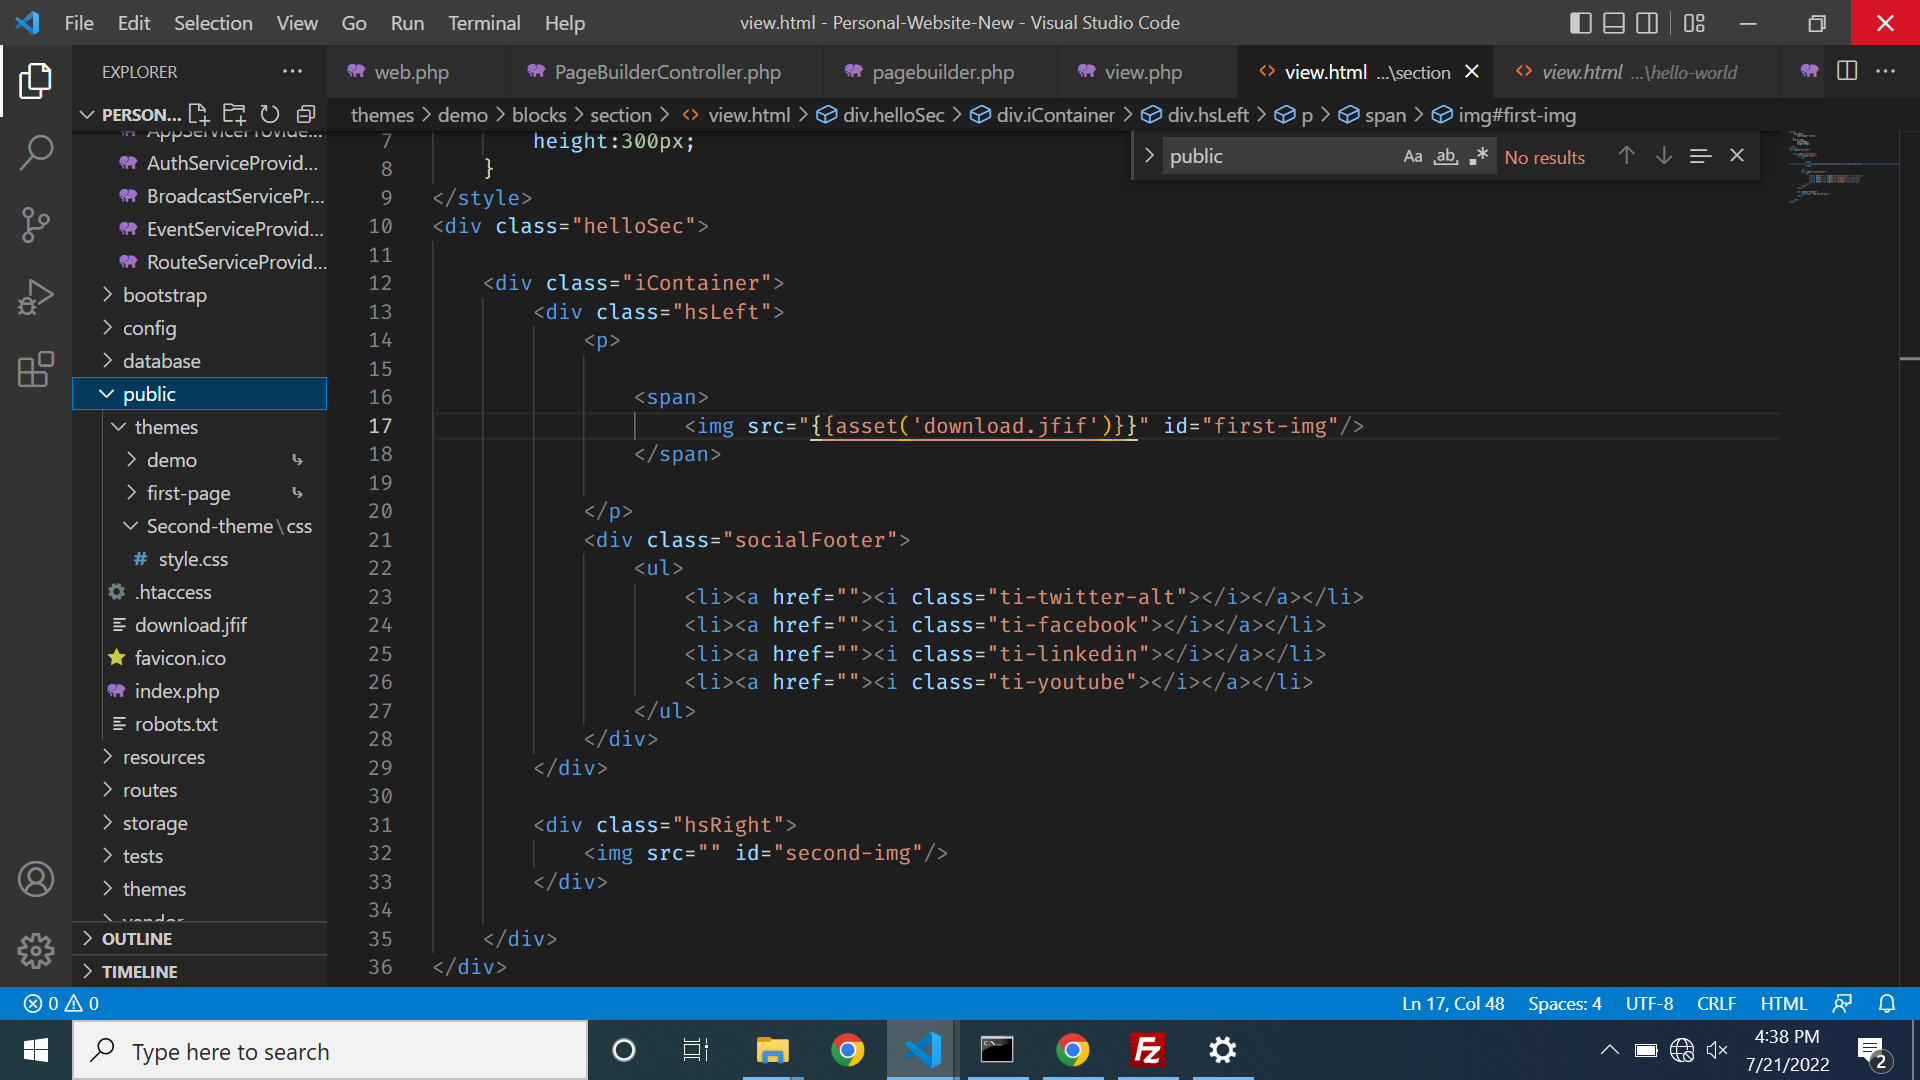 File Edit Selection View Go Run Terminal Help
view.html - Personal-Website-New - Visual Studio Code
EXPLORER
web.php
PageBuilderController.php
pagebuilder.php
view.php
view.html ...\section
view.html ...\hello-world
PERSON...
themes > demo > blocks > section > view.html > div.helloSec > div.iContainer > div.hsLeft > p > span > img#first-img
public
Aa ab .*
No results
AppServiceProvide...
AuthServiceProvid...
BroadcastServicePr...
EventServiceProvid...
RouteServiceProvid...
bootstrap
config
database
public
themes
demo
first-page
Second-theme\css
# style.css
.htaccess
download.jfif
favicon.ico
index.php
robots.txt
resources
routes
storage
tests
themes
vendor
OUTLINE
TIMELINE
7 height:300px;
8 }
9 </style>
10 <div class="helloSec">
11
12 <div class="iContainer">
13 <div class="hsLeft">
14 <p>
15
16 <span>
17 <img src="{{asset('download.jfif')}}" id="first-img"/>
18 </span>
19
20 </p>
21 <div class="socialFooter">
22 <ul>
23 <li><a href=""><i class="ti-twitter-alt"></i></a></li>
24 <li><a href=""><i class="ti-facebook"></i></a></li>
25 <li><a href=""><i class="ti-linkedin"></i></a></li>
26 <li><a href=""><i class="ti-youtube"></i></a></li>
27 </ul>
28 </div>
29 </div>
30
31 <div class="hsRight">
32 <img src="" id="second-img"/>
33 </div>
34
35 </div>
36 </div>
0 0
Ln 17, Col 48 Spaces: 4 UTF-8 CRLF HTML
Type here to search
Fz
4:38 PM
7/21/2022
2